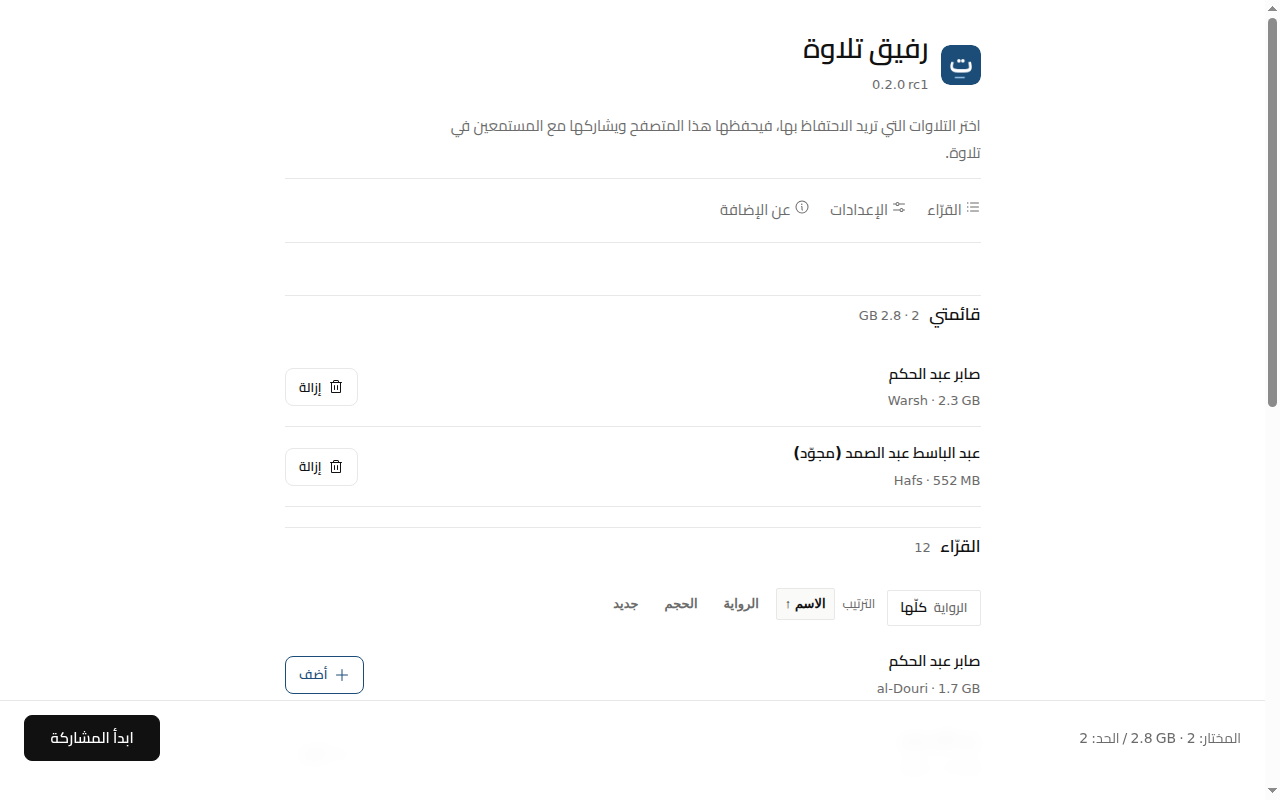 رفيق تلاوة
0.2.0 rc1
اختر التلاوات التي تريد الاحتفاظ بها، فيحفظها هذا المتصفح ويشاركها مع المستمعين في
تلاوة.
القرّاء الإعدادات عن الإضافة
قائمتي 2 · 2.8 GB
صابر عبد الحكم
Warsh · 2.3 GB
إزالة
عبد الباسط عبد الصمد (مجوّد)
Hafs · 552 MB
إزالة
القرّاء 12
الرواية كلّها الترتيب الاسم ↑ الرواية الحجم جديد
صابر عبد الحكم
al-Douri · 1.7 GB
أضف
المختار: 2 · 2.8 GB / الحد: 2
ابدأ المشاركة